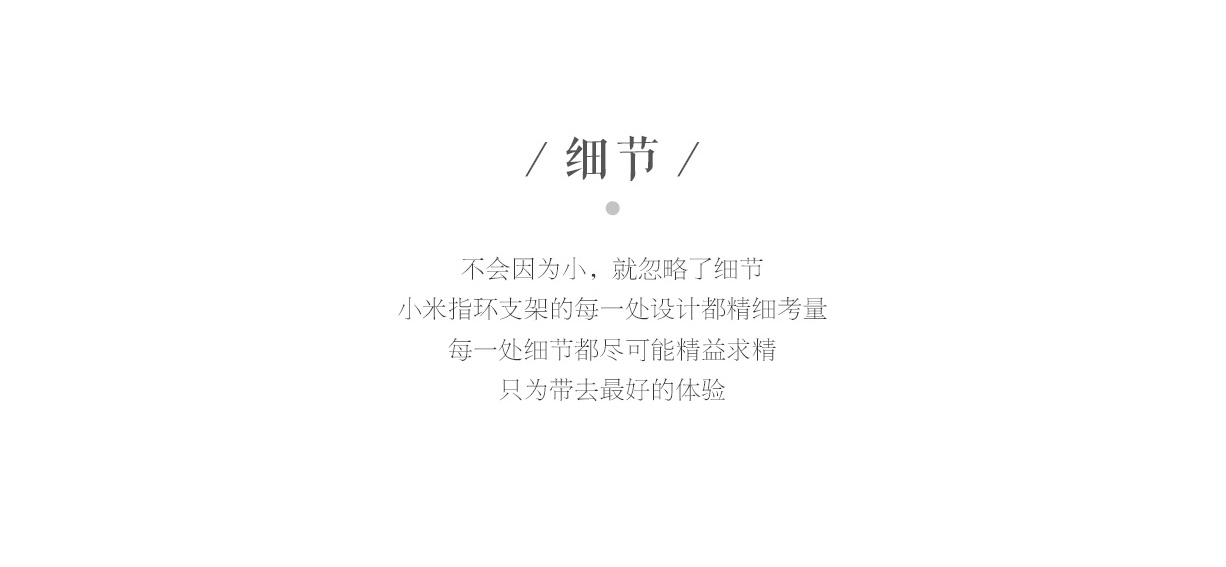 / 细节 /
不会因为小，就忽略了细节
小米指环支架的每一处设计都精细考量
每一处细节都尽可能精益求精
只为带去最好的体验